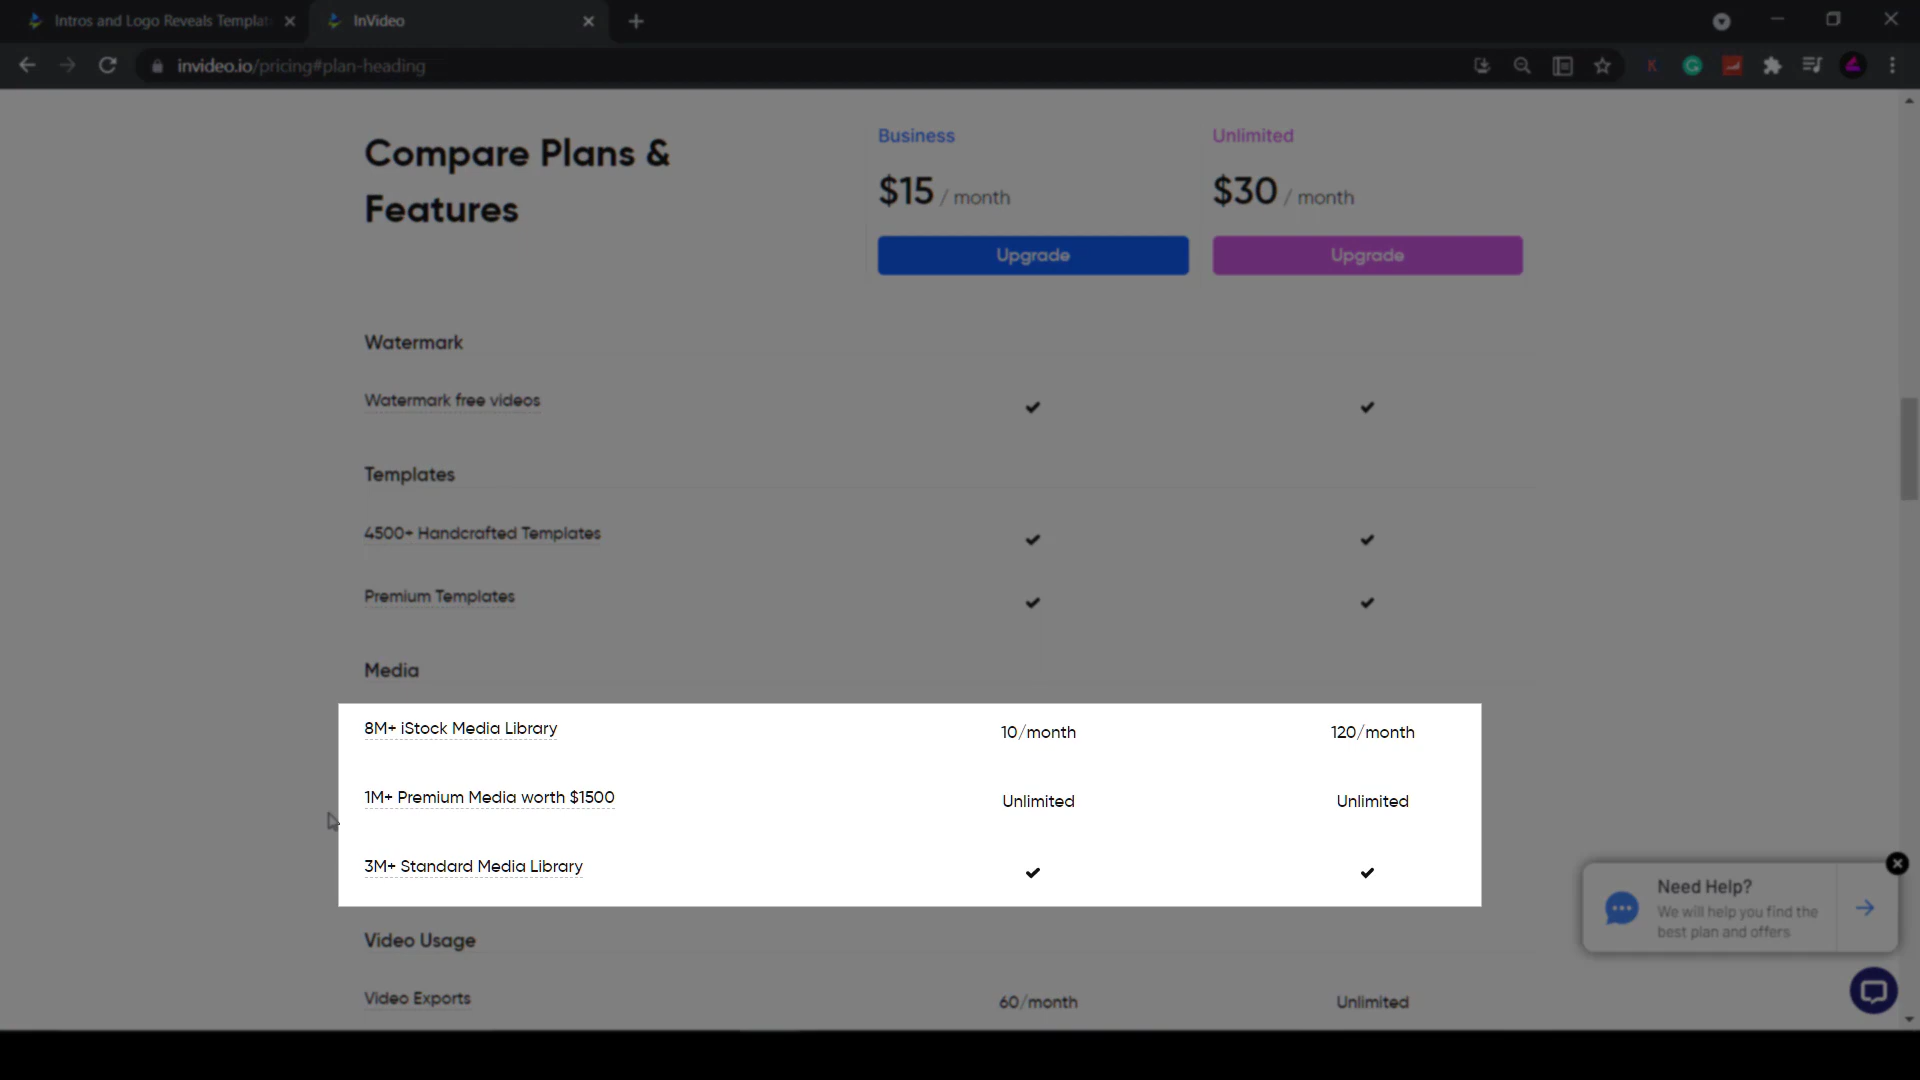 Intros and Logo Reveals Templat
InVideo
invideo.io/pricing#plan-heading
Compare Plans &
Features
Business
Unlimited
$15 / month
$30 / month
Upgrade
Upgrade
Watermark
Watermark free videos
Templates
4500+ Handcrafted Templates
Premium Templates
Media
8M+ iStock Media Library
10/month
120/month
1M+ Premium Media worth $1500
Unlimited
Unlimited
3M+ Standard Media Library
Need Help?
We will help you find the
best plan and offers
Video Usage
Video Exports
60/month
Unlimited